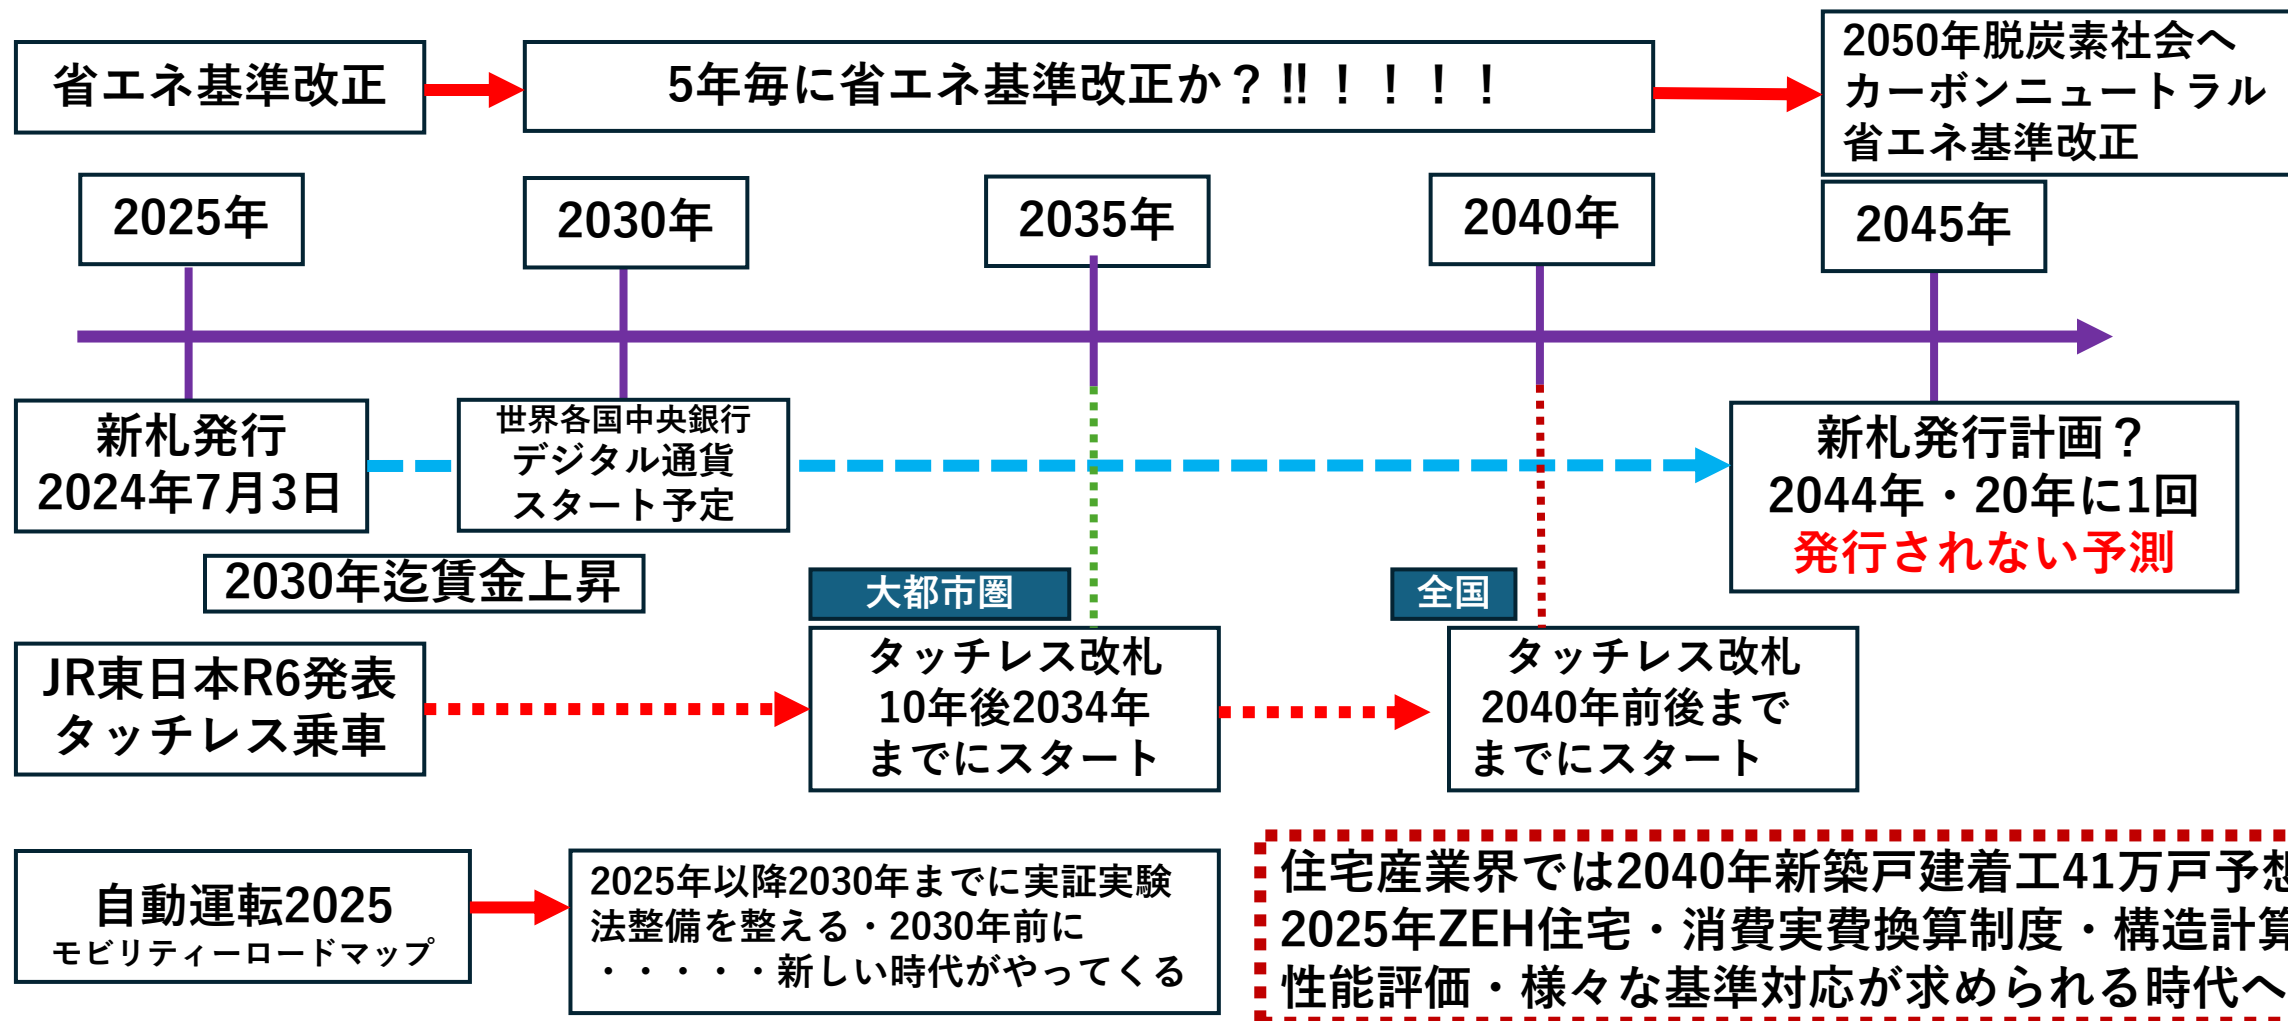 省エネ基準改正
5年毎に省エネ基準改正か？!!！！！！
2050年脱炭素社会へ
カーボンニュートラル
省エネ基準改正
2025年
2030年
2035年
2040年
2045年
新札発行
2024年7月3日
世界各国中央銀行
デジタル通貨
スタート予定
新札発行計画？
2044年・20年に1回
発行されない予測
2030年迄賃金上昇
大都市圏
全国
JR東日本R6発表
タッチレス乗車
タッチレス改札
10年後2034年
までにスタート
タッチレス改札
2040年前後まで
までにスタート
自動運転2025
モビリティーロードマップ
2025年以降2030年までに実証実験
法整備を整える・2030年前に
・・・・・新しい時代がやってくる
住宅産業界では2040年新築戸建着工41万戸予想
2025年ZEH住宅・消費実費換算制度・構造計算
性能評価・様々な基準対応が求められる時代へ